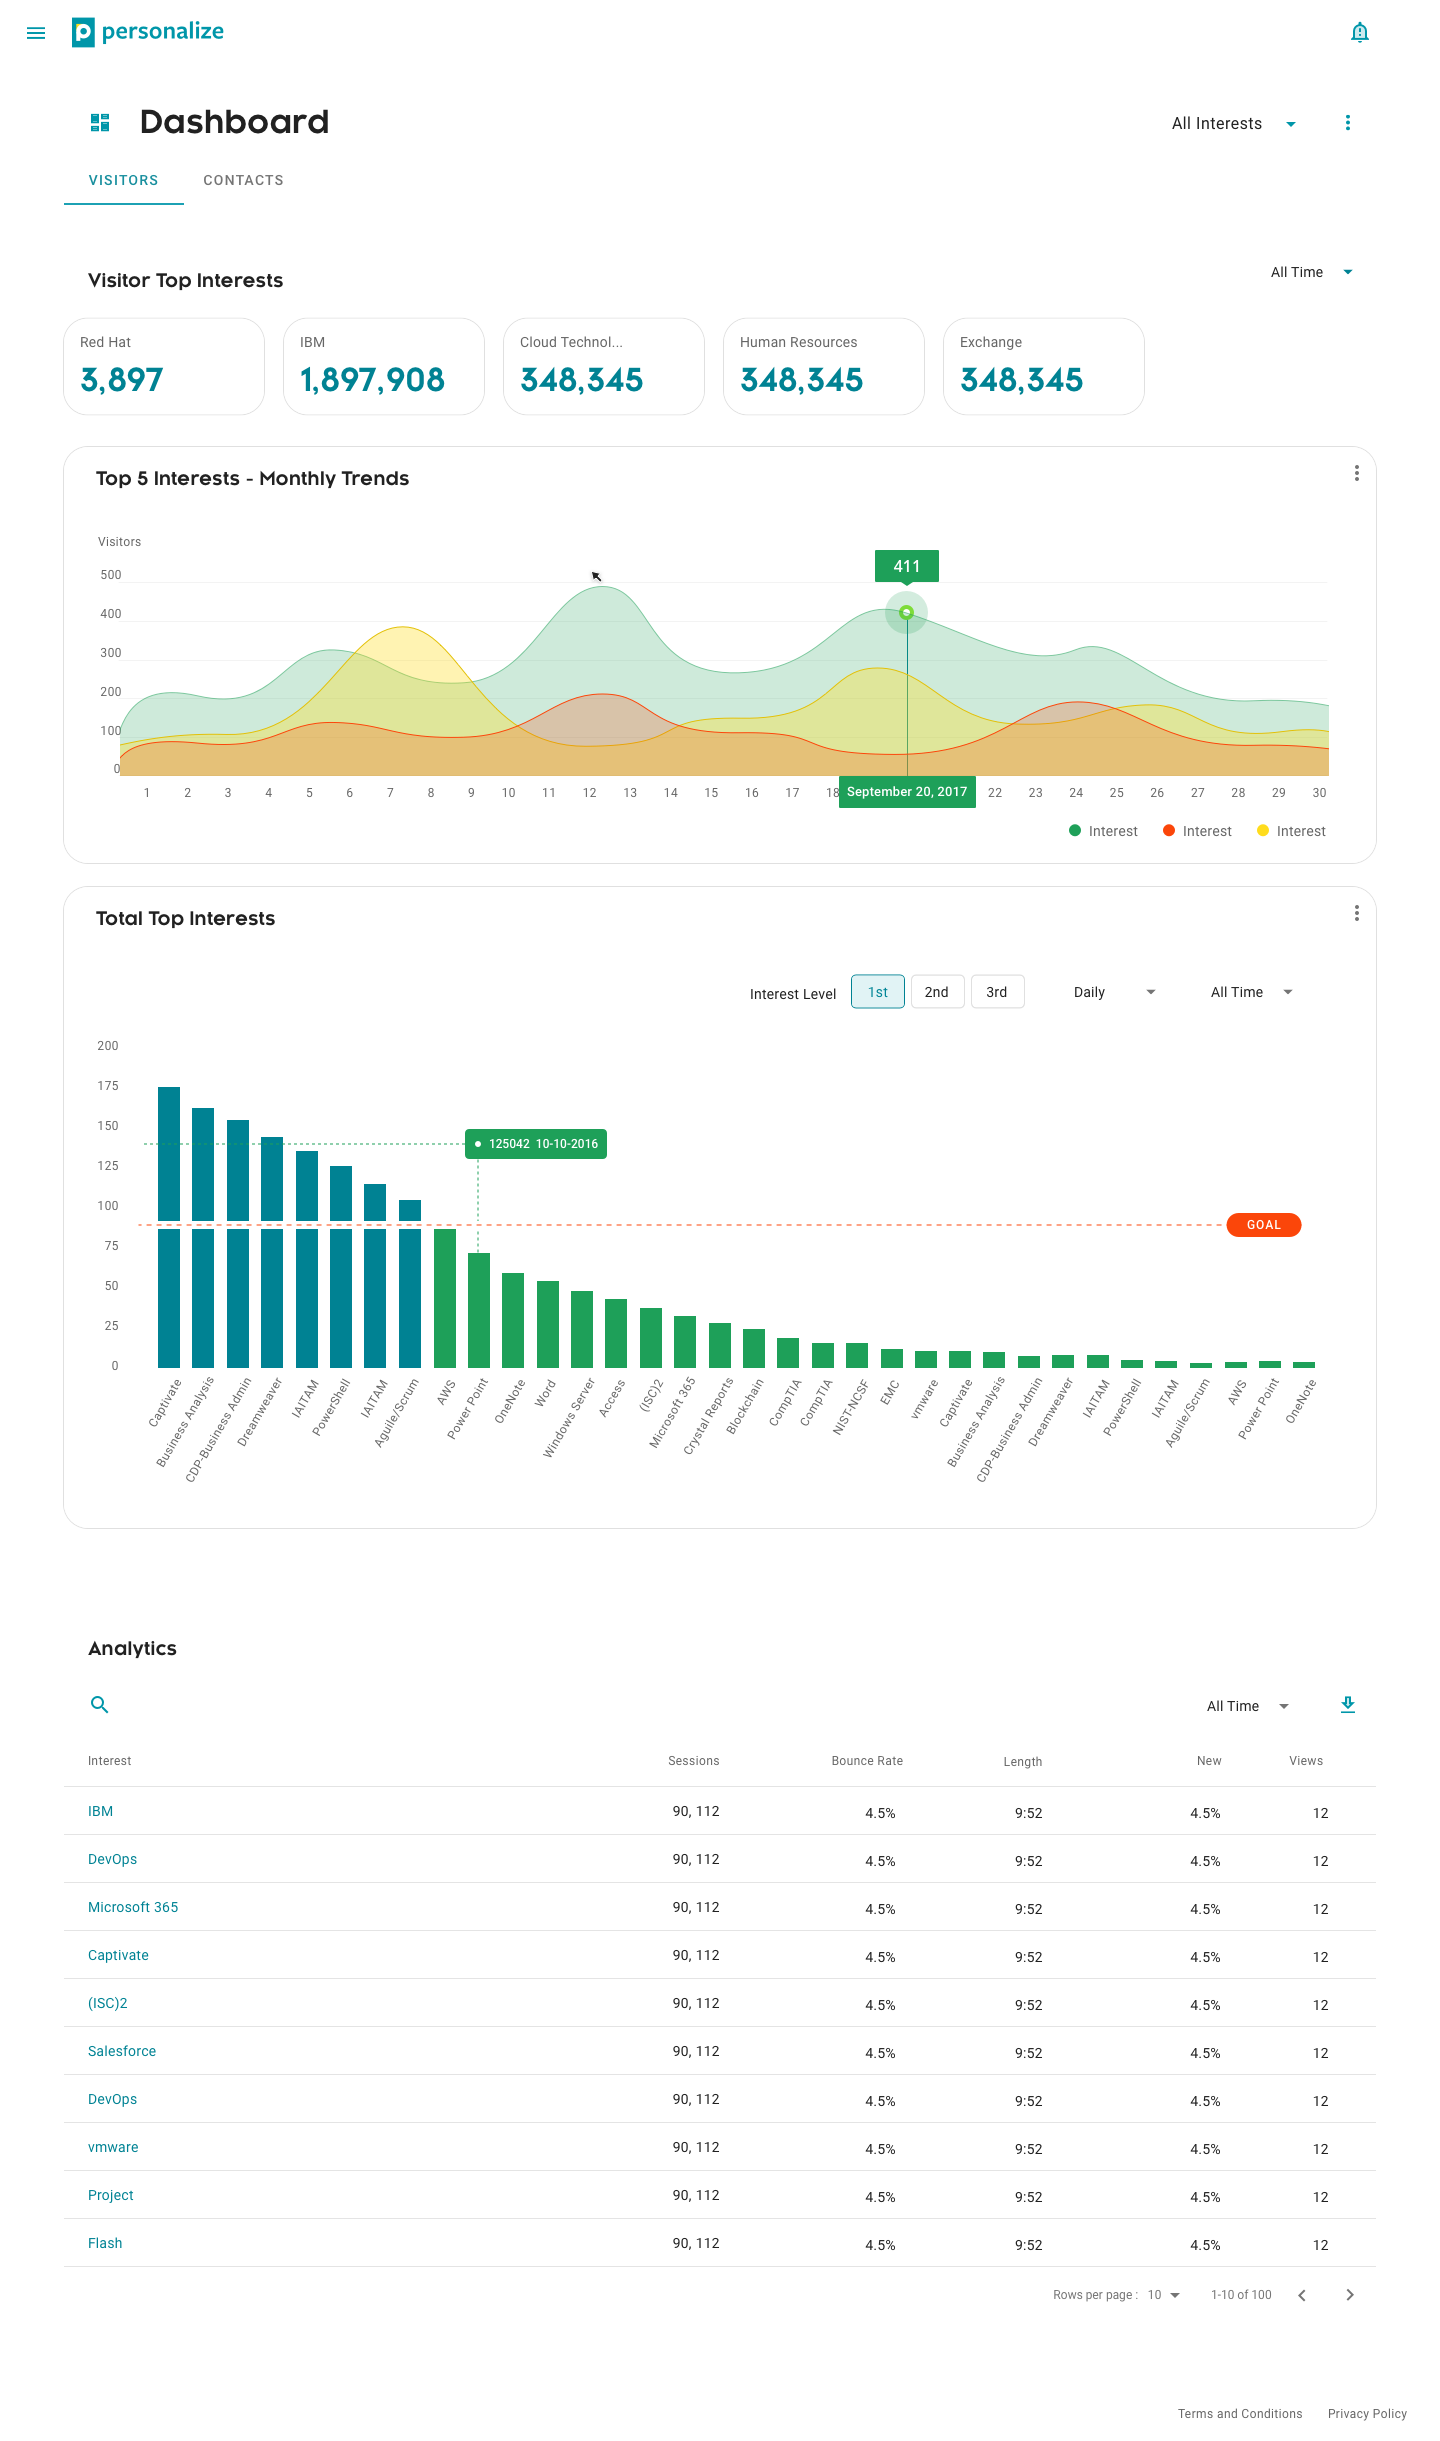 personalize
Dashboard
All Interests
VISITORS CONTACTS
Visitor Top Interests
All Time
Red Hat
3,897
IBM
1,897,908
Cloud Technol...
348,345
Human Resources
348,345
Exchange
348,345
Top 5 Interests - Monthly Trends
Visitors
411
500
400
300
200
100
0
1 2 3 4 5 6 7 8 9 10 11 12 13 14 15 16 17 18 September 20, 2017 22 23 24 25 26 27 28 29 30
Interest Interest Interest
Total Top Interests
Interest Level 1st 2nd 3rd Daily All Time
200
175
150
125042 10-10-2016
125
100
GOAL
75
50
25
0
Captivate
Business Analysis
CDP-Business Admin
Dreamweaver
IAITAM
PowerShell
IAITAM
Aguile/Scrum
AWS
Power Point
OneNote
Word
Windows Server
Access
(ISC)2
Microsoft 365
Crystal Reports
Blockchain
CompTIA
CompTIA
NIST-NCSF
EMC
vmware
Captivate
Business Analysis
CDP-Business Admin
Dreamweaver
IAITAM
PowerShell
IAITAM
Aguile/Scrum
AWS
Power Point
OneNote
Analytics
All Time
Interest Sessions Bounce Rate Length New Views
IBM 90, 112 4.5% 9:52 4.5% 12
DevOps 90, 112 4.5% 9:52 4.5% 12
Microsoft 365 90, 112 4.5% 9:52 4.5% 12
Captivate 90, 112 4.5% 9:52 4.5% 12
(ISC)2 90, 112 4.5% 9:52 4.5% 12
Salesforce 90, 112 4.5% 9:52 4.5% 12
DevOps 90, 112 4.5% 9:52 4.5% 12
vmware 90, 112 4.5% 9:52 4.5% 12
Project 90, 112 4.5% 9:52 4.5% 12
Flash 90, 112 4.5% 9:52 4.5% 12
Rows per page : 10 1-10 of 100
Terms and Conditions Privacy Policy